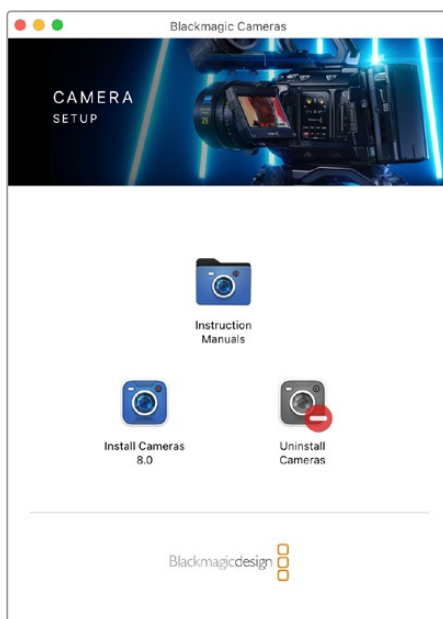 Blackmagic Cameras
CAMERA
SETUP
Instruction
Manuals
Install Cameras
8.0
Uninstall
Cameras
Blackmagicdesign